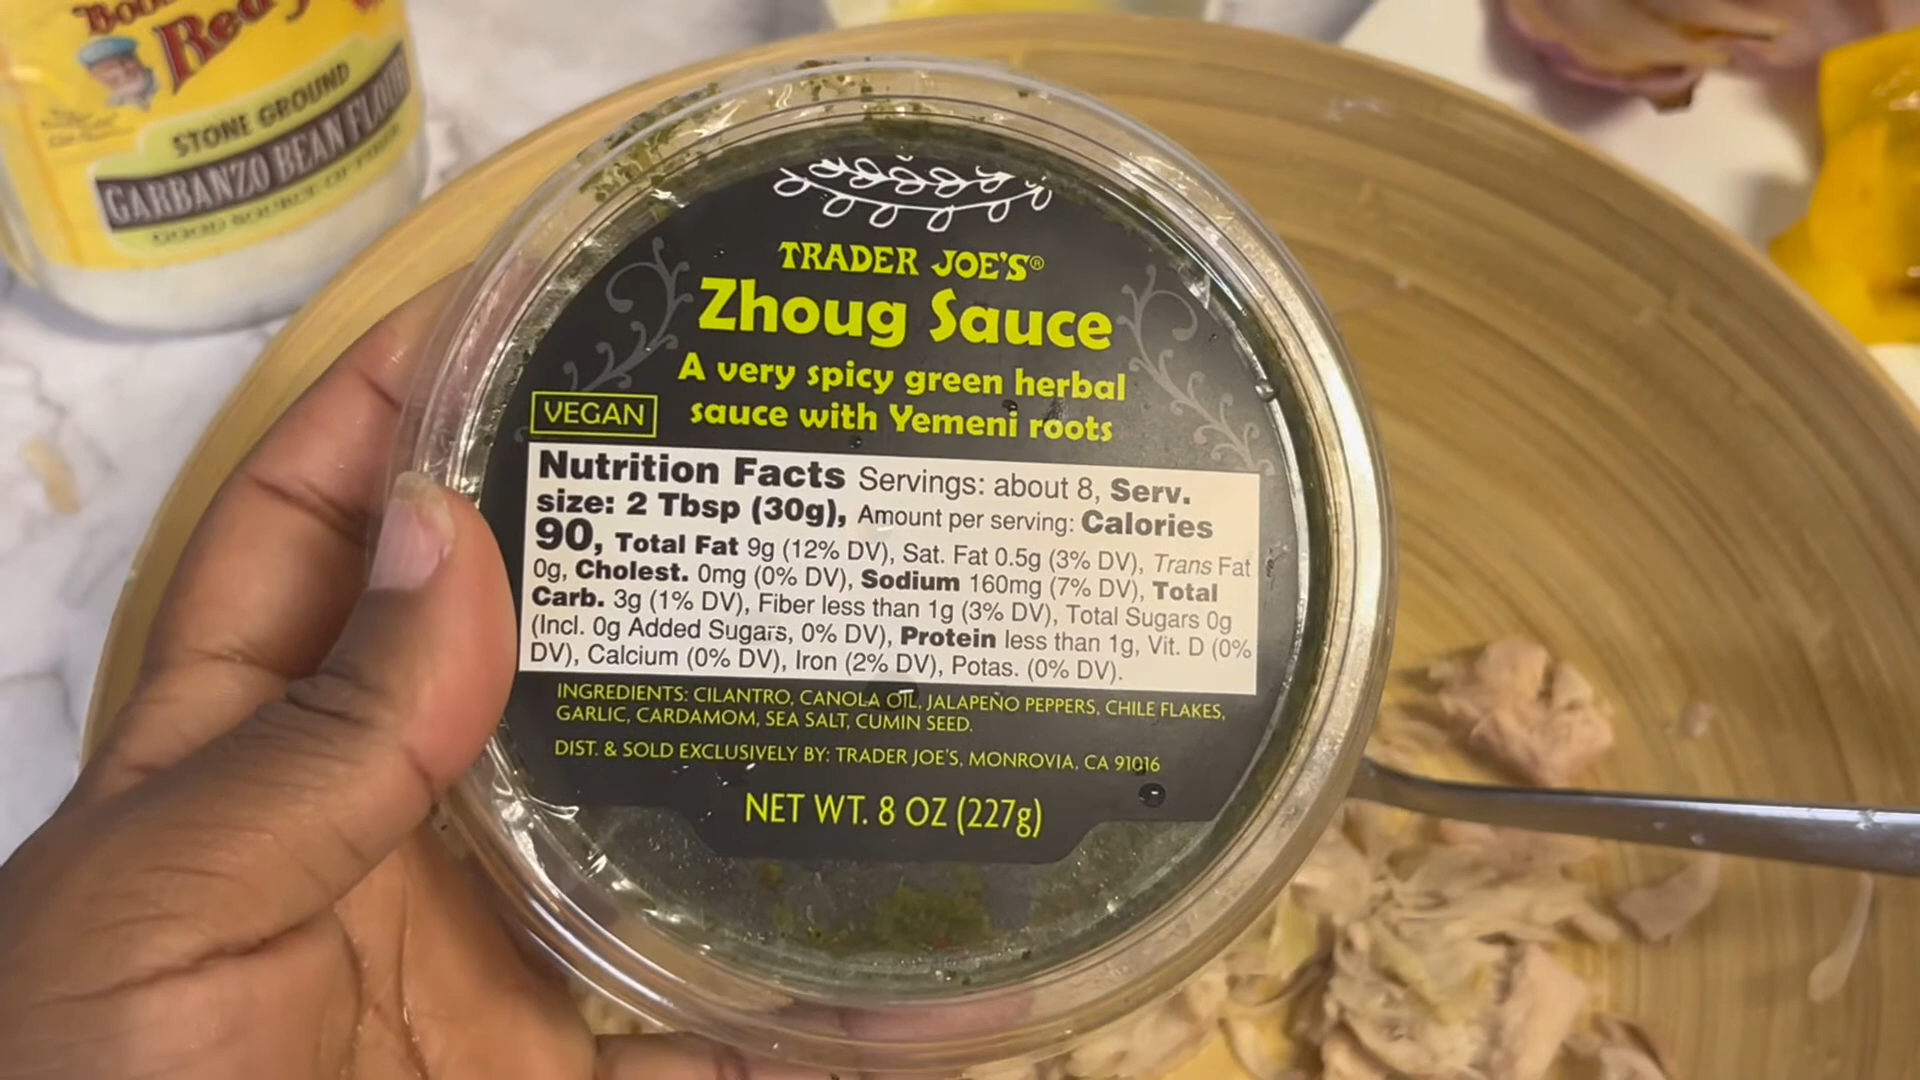 Red
STONE GROUND
GARBANZO BEAN FLOUR
GOOD SOURCE OF
TRADER JOE'S®
Zhoug Sauce
A very spicy green herbal
sauce with Yemeni roots
VEGAN
Nutrition Facts Servings: about 8, Serv.
size: 2 Tbsp (30g), Amount per serving: Calories
90, Total Fat 9g (12% DV), Sat. Fat 0.5g (3% DV), Trans Fat
0g, Cholest. 0mg (0% DV), Sodium 160mg (7% DV), Total
Carb. 3g (1% DV), Fiber less than 1g (3% DV), Total Sugars 0g
(Incl. 0g Added Sugars, 0% DV), Protein less than 1g, Vit. D (0%
DV), Calcium (0% DV), Iron (2% DV), Potas. (0% DV).
INGREDIENTS: CILANTRO, CANOLA OIL, JALAPEÑO PEPPERS, CHILE FLAKES,
GARLIC, CARDAMOM, SEA SALT, CUMIN SEED.
DIST. & SOLD EXCLUSIVELY BY: TRADER JOE'S, MONROVIA, CA 91016
NET WT. 8 OZ (227g)